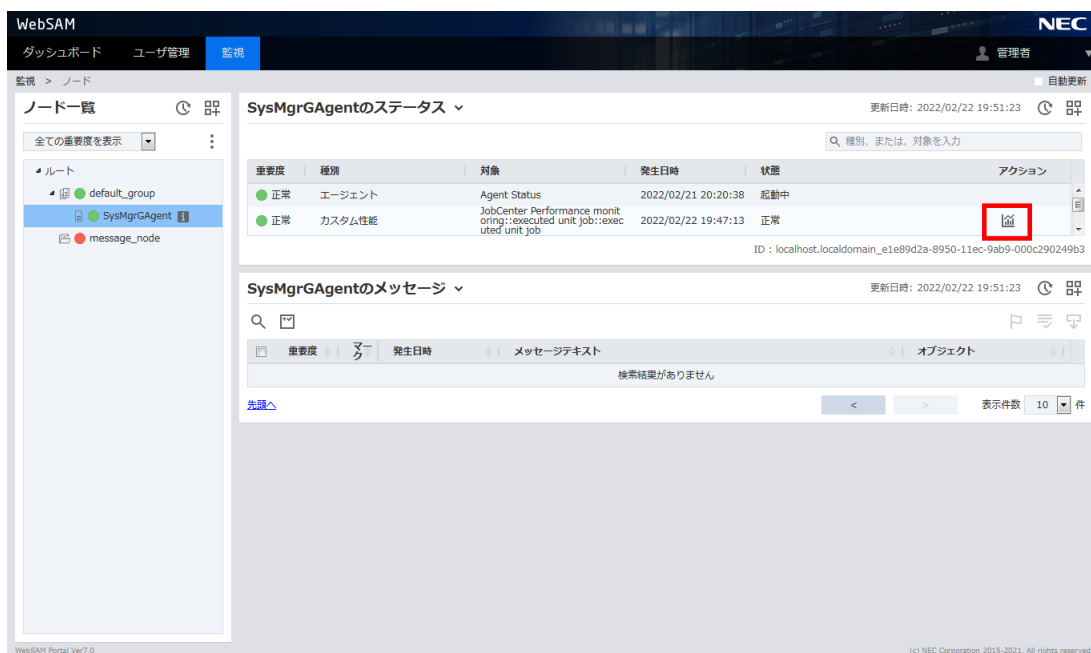 WebSAM
NEC
ダッシュボード ユーザ管理 監視 管理者
監視 > ノード 自動更新
ノード一覧
全ての重要度を表示
ルート
default_group
SysMgrGAgent
message_node
SysMgrGAgentのステータス 更新日時: 2022/02/22 19:51:23
種別、または、対象を入力
重要度 種別 対象 発生日時 状態 アクション
正常 エージェント Agent Status 2022/02/21 20:20:38 起動中
正常 カスタム性能 JobCenter Performance monit
oring::executed unit job::exec
uted unit job 2022/02/22 19:47:13 正常
ID : localhost.localdomain_e1e89d2a-8950-11ec-9ab9-000c290249b3
SysMgrGAgentのメッセージ 更新日時: 2022/02/22 19:51:23
重要度 マーク 発生日時 メッセージテキスト オブジェクト
検索結果がありません
先頭へ < > 表示件数 10 件
WebSAM Portal Ver7.0 (c) NEC Corporation 2015-2021. All rights reserved